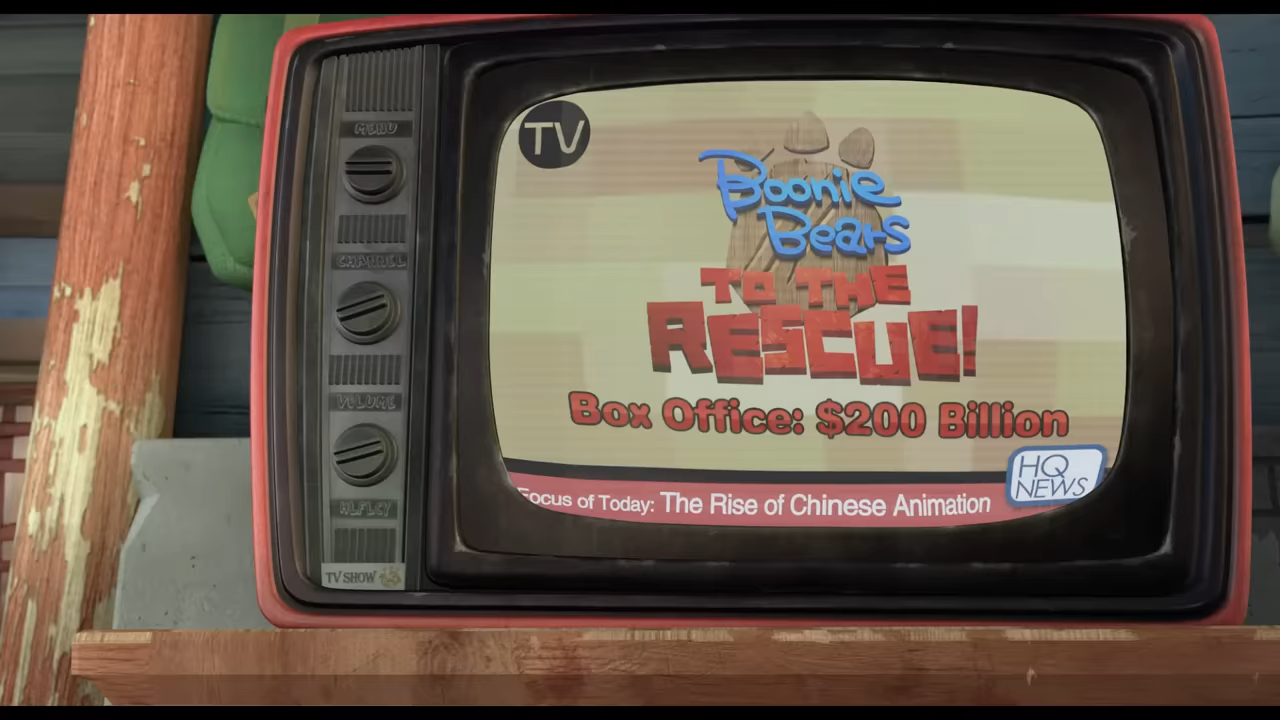 MENU
CHANNEL
VOLUME
TV SHOW
TV
Boonie
Bears
TO THE
RESCUE!
Box Office: $200 Billion
Focus of Today: The Rise of Chinese Animation
HQ
NEWS